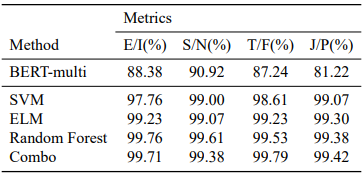 Metrics
Method E/I(%) S/N(%) T/F(%) J/P(%)
BERT-multi 88.38 90.92 87.24 81.22
SVM 97.76 99.00 98.61 99.07
ELM 99.23 99.07 99.23 99.30
Random Forest 99.76 99.61 99.53 99.38
Combo 99.71 99.38 99.79 99.42